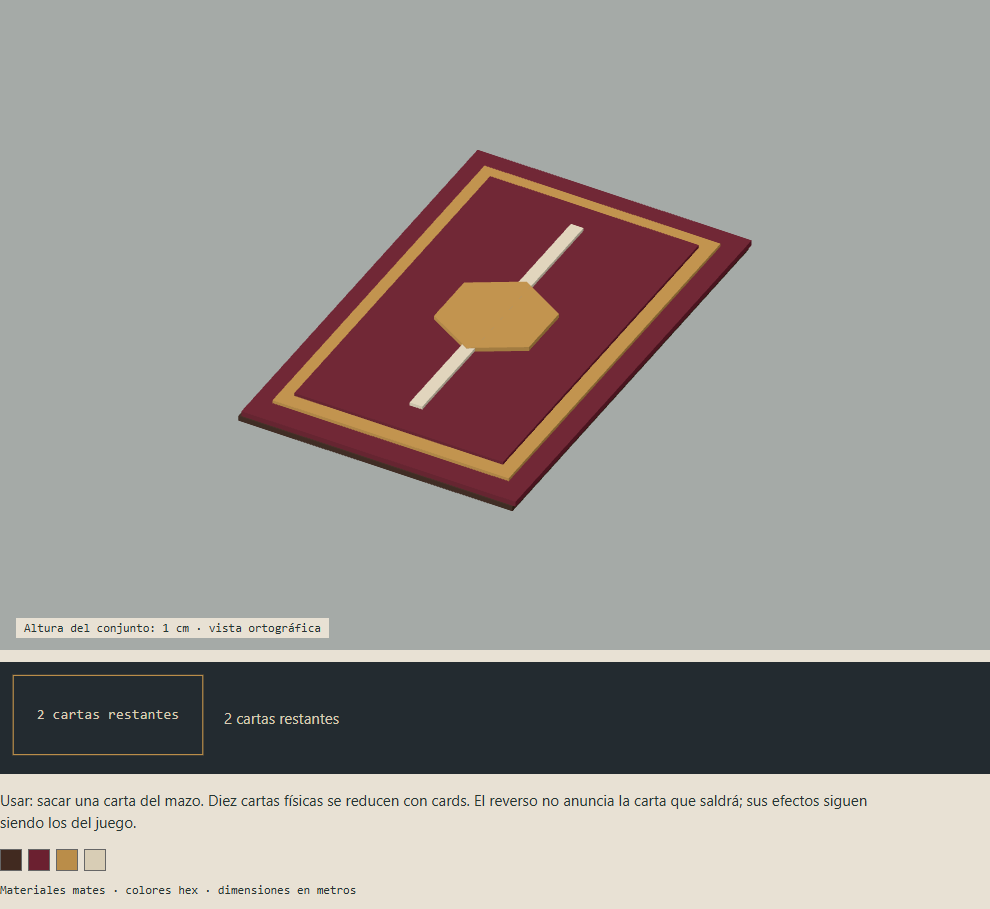 Altura del conjunto: 1 cm · vista ortográfica
2 cartas restantes
2 cartas restantes
Usar: sacar una carta del mazo. Diez cartas físicas se reducen con cards. El reverso no anuncia la carta que saldrá; sus efectos siguen
siendo los del juego.
Materiales mates · colores hex · dimensiones en metros